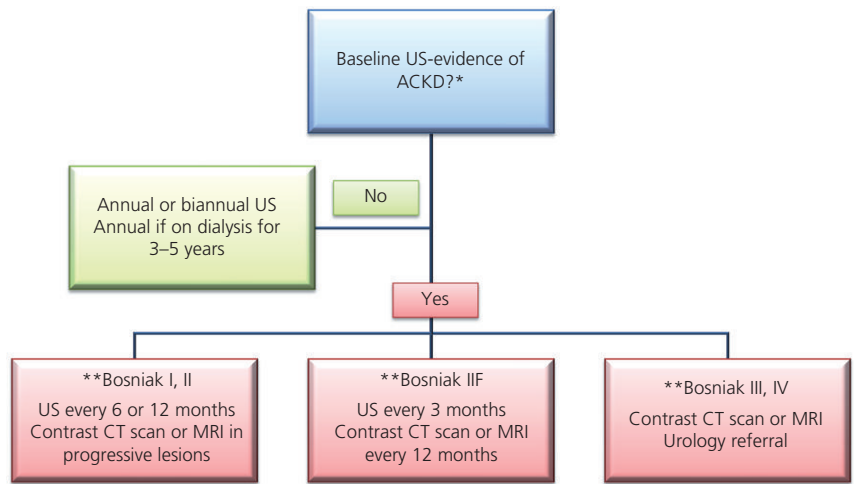 Baseline US-evidence of
ACKD?*
No
Annual or biannual US
Annual if on dialysis for
3–5 years
Yes
**Bosniak I, II
US every 6 or 12 months
Contrast CT scan or MRI in
progressive lesions
**Bosniak IIF
US every 3 months
Contrast CT scan or MRI
every 12 months
**Bosniak III, IV
Contrast CT scan or MRI
Urology referral